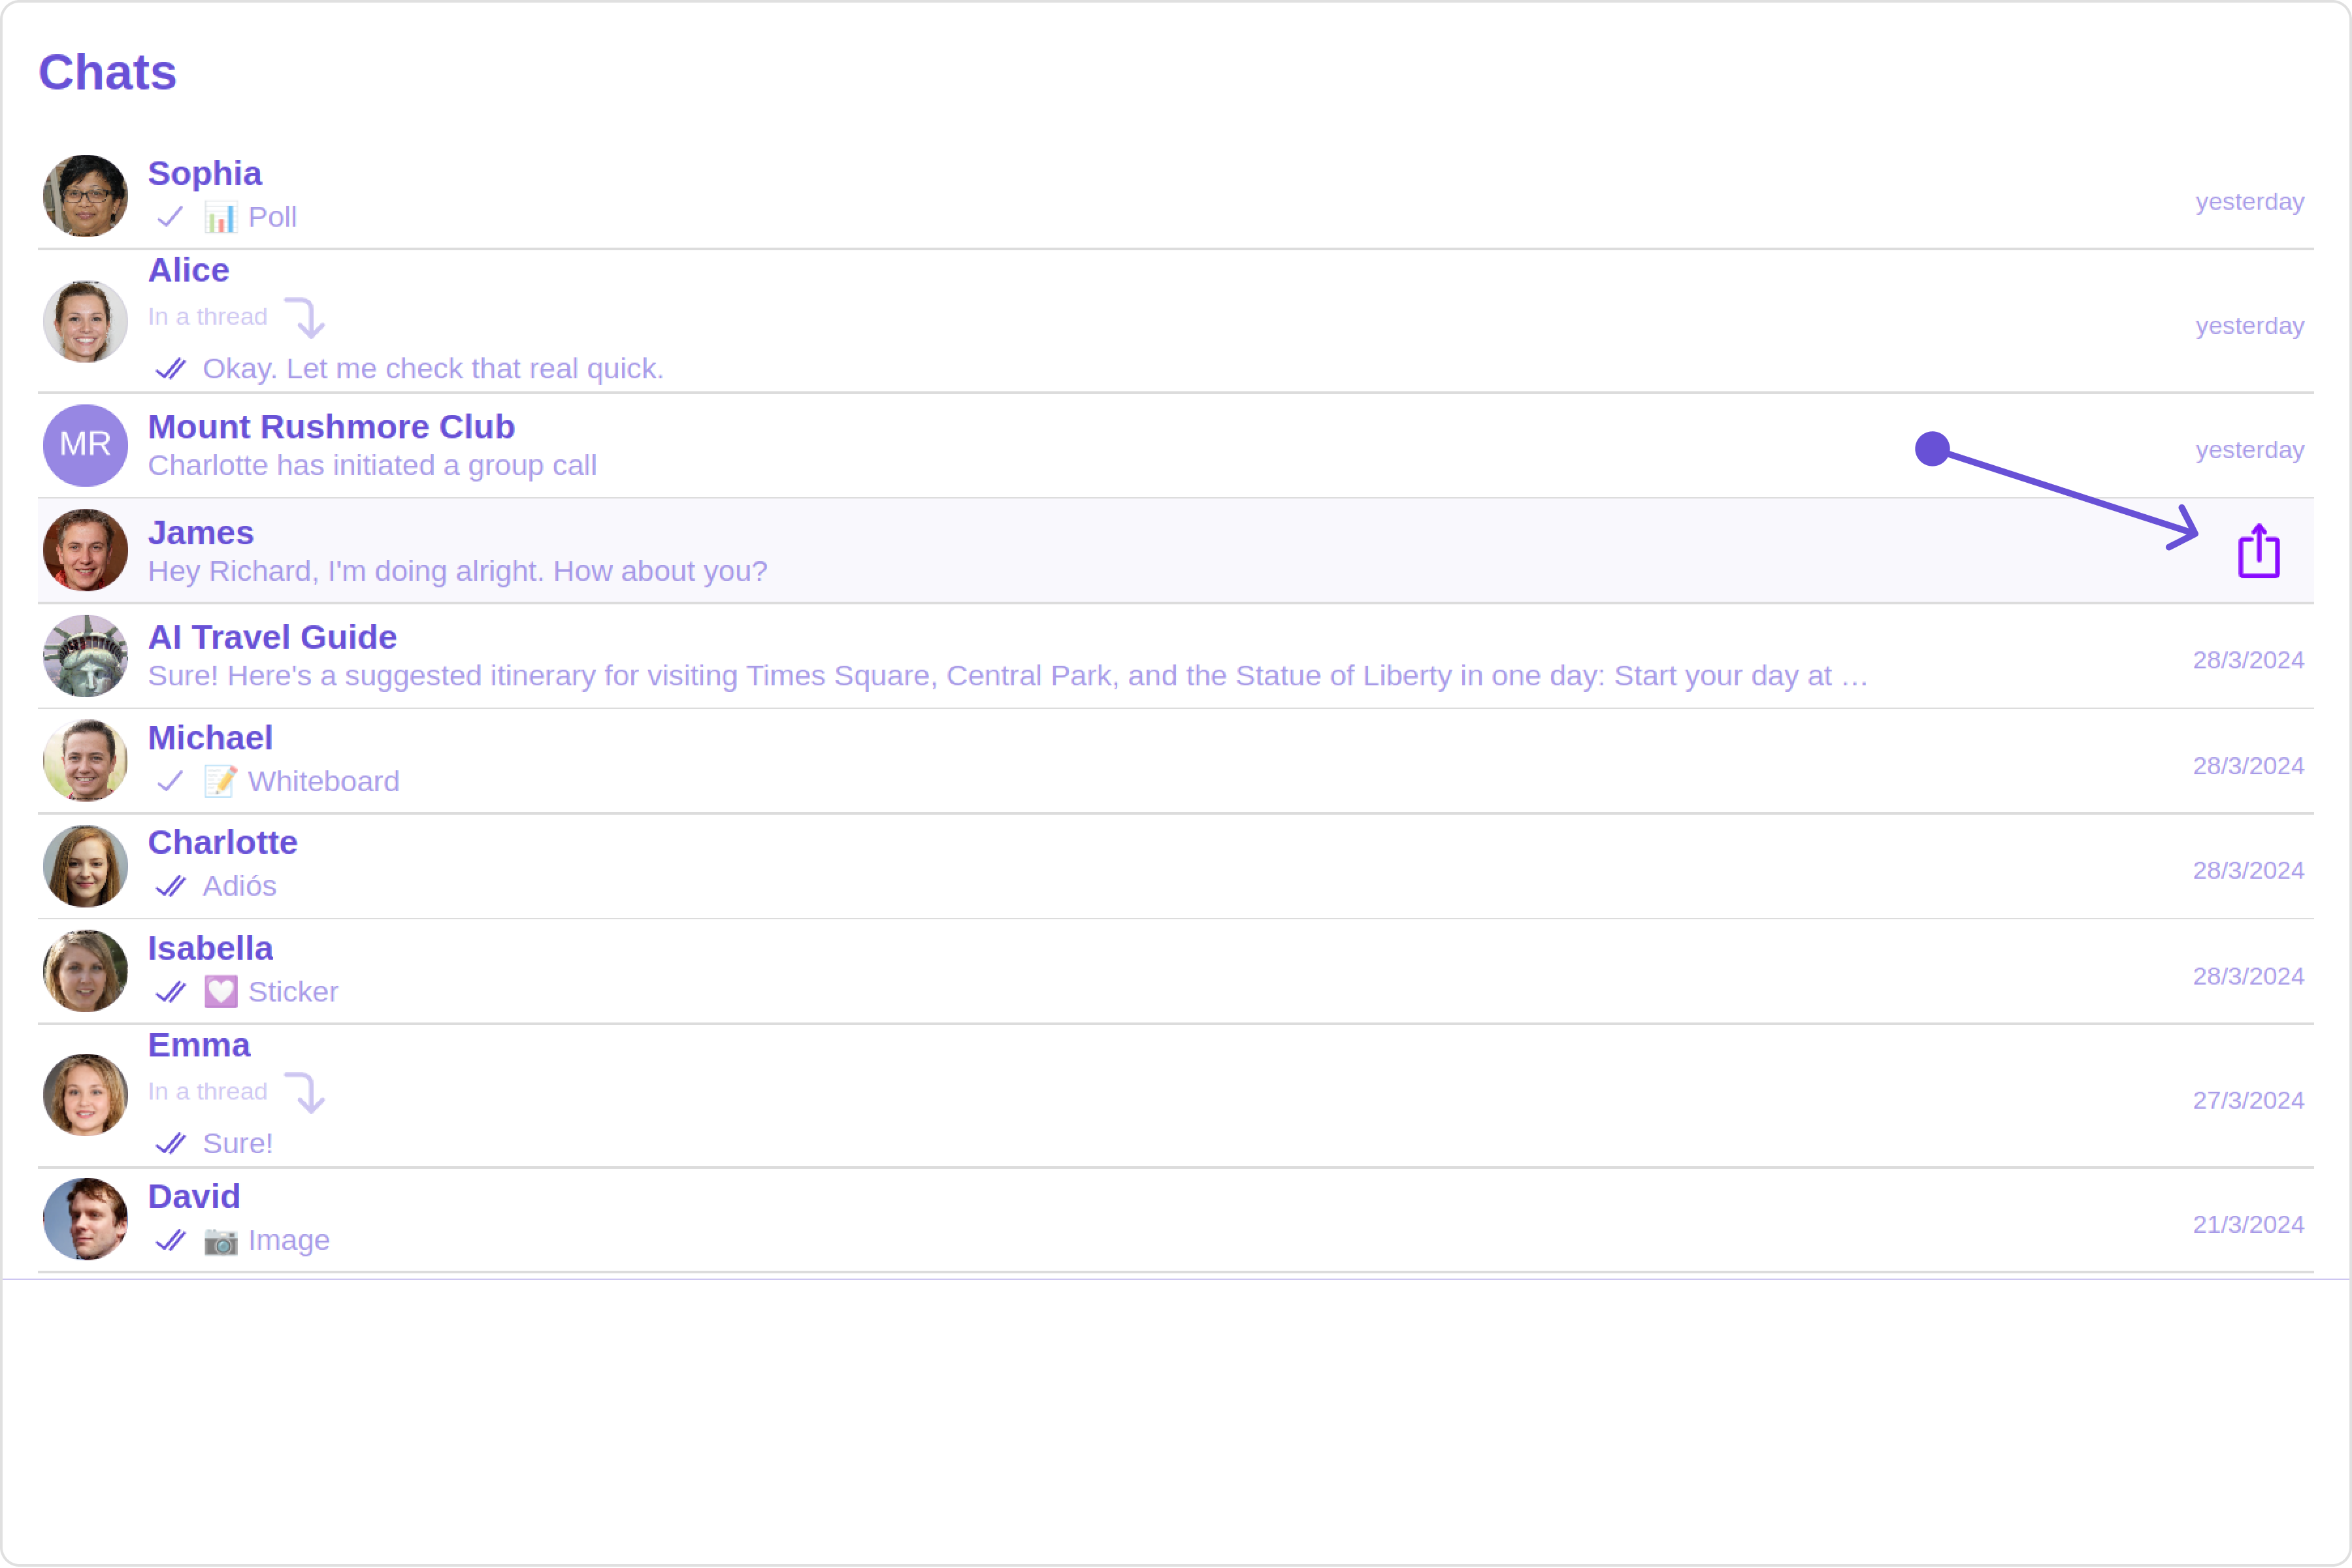 Chats
Sophia
Poll
yesterday
Alice
In a thread
Okay. Let me check that real quick.
yesterday
MR
Mount Rushmore Club
Charlotte has initiated a group call
yesterday
James
Hey Richard, I'm doing alright. How about you?
AI Travel Guide
Sure! Here's a suggested itinerary for visiting Times Square, Central Park, and the Statue of Liberty in one day: Start your day at …
28/3/2024
Michael
Whiteboard
28/3/2024
Charlotte
Adiós
28/3/2024
Isabella
Sticker
28/3/2024
Emma
In a thread
Sure!
27/3/2024
David
Image
21/3/2024